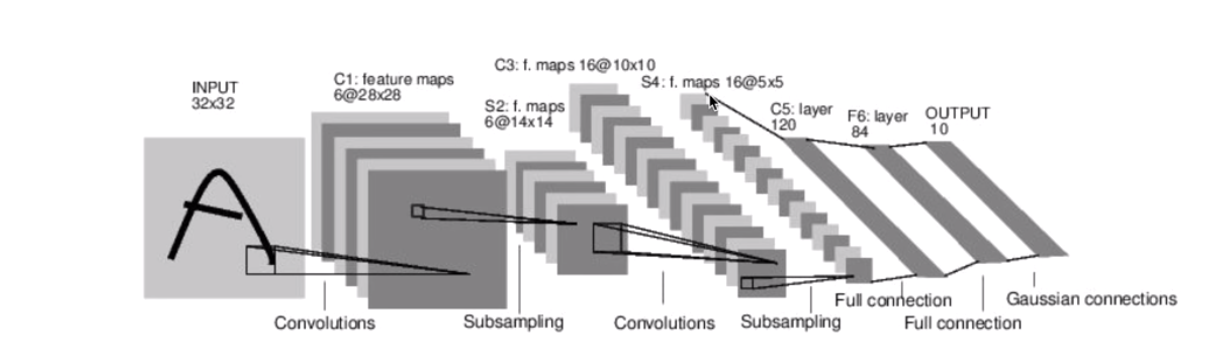 INPUT
32x32
C1: feature maps
6@28x28
S2: f. maps
6@14x14
C3: f. maps 16@10x10
S4: f. maps 16@5x5
C5: layer
120
F6: layer
84
OUTPUT
10
A
Convolutions
Subsampling
Convolutions
Subsampling
Full connection
Full connection
Gaussian connections